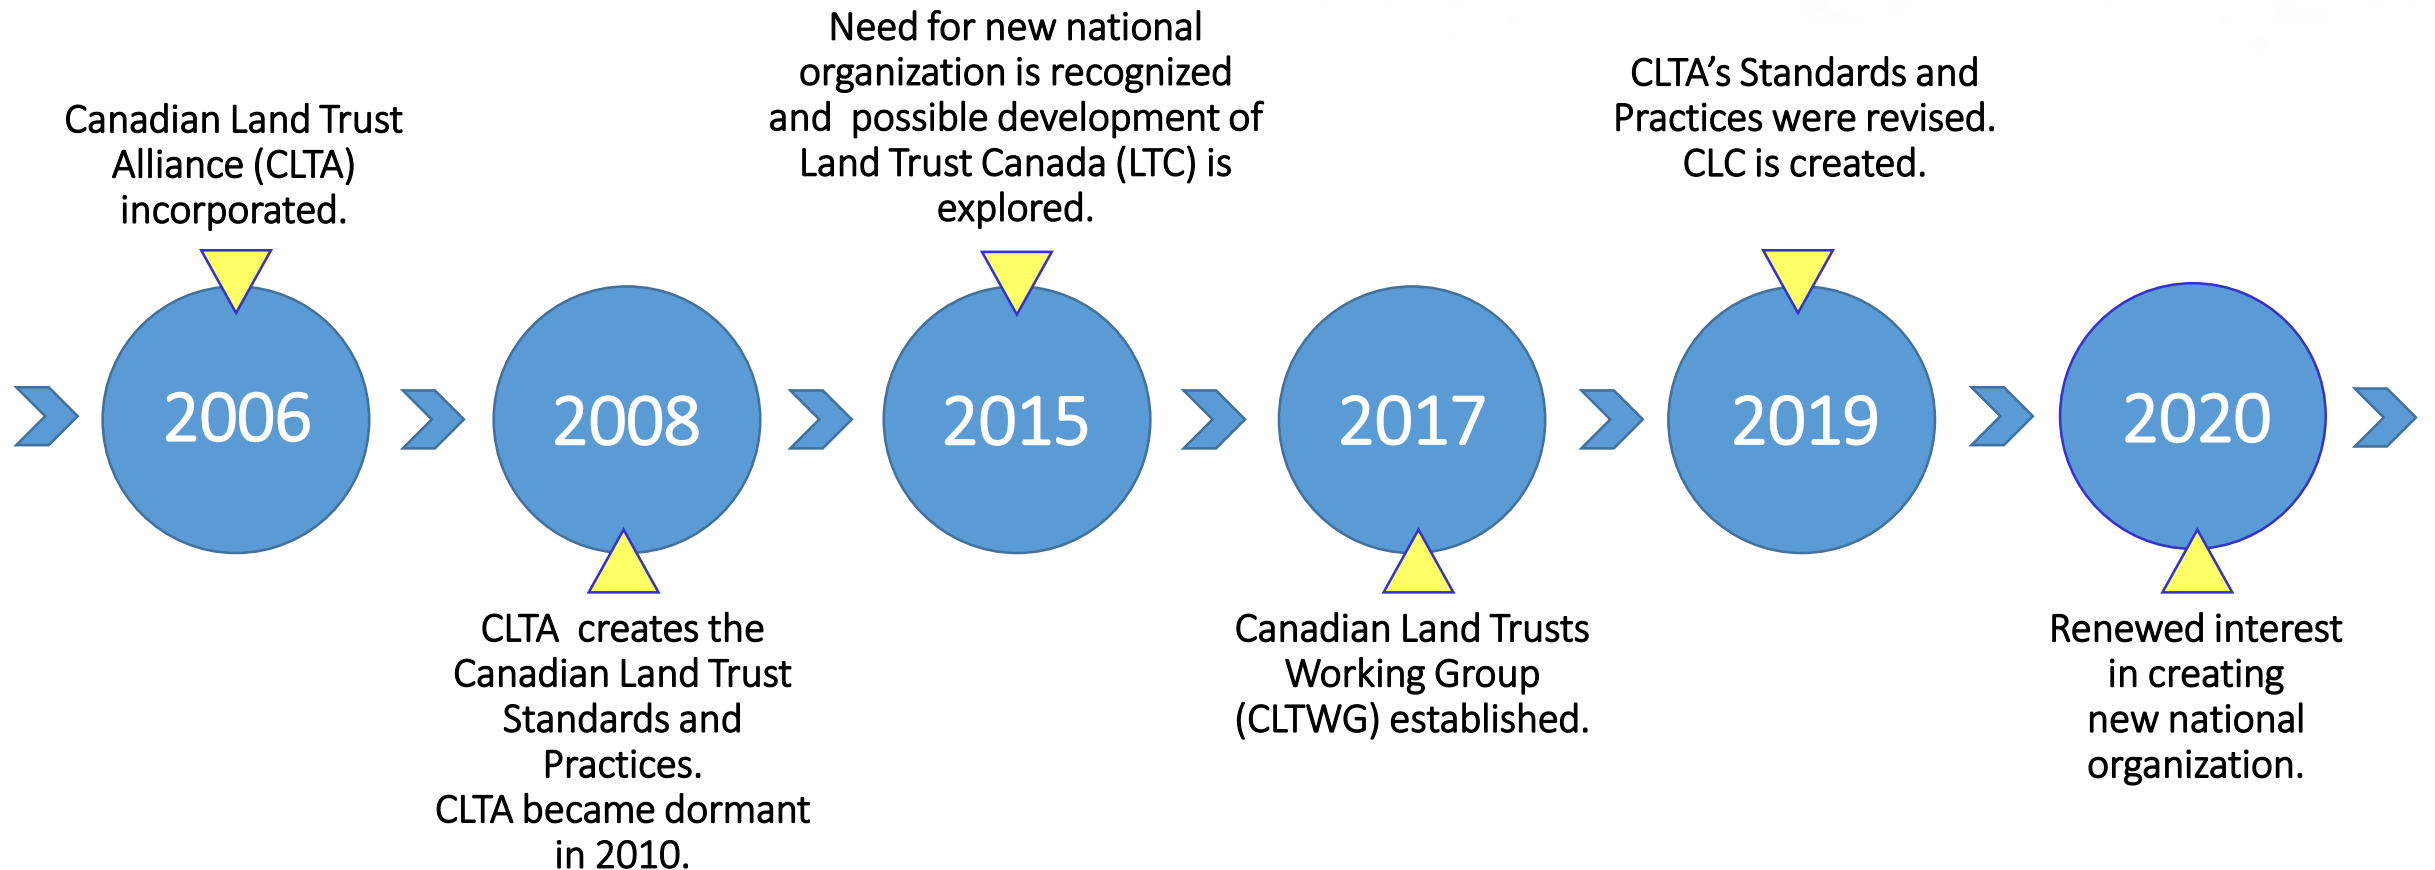 Canadian Land Trust
Alliance (CLTA)
incorporated.
2006
2008
CLTA  creates the
Canadian Land Trust
Standards and
Practices.
CLTA became dormant
in 2010.
Need for new national
organization is recognized
and  possible development of
Land Trust Canada (LTC) is
explored.
2015
2017
Canadian Land Trusts
Working Group
(CLTWG) established.
CLTA’s Standards and
Practices were revised.
CLC is created.
2019
2020
Renewed interest
in creating
new national
organization.